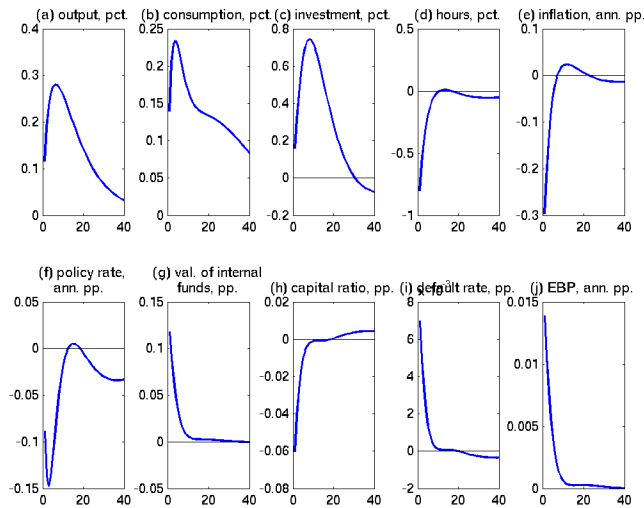 (a) output, pct.
(b) consumption, pct.
(c) investment, pct.
(d) hours, pct.
(e) inflation, ann. pp.
0.4
0.3
0.2
0.1
0
0 20 40
0.25
0.2
0.15
0.1
0.05
0
0 20 40
0.8
0.6
0.4
0.2
0
-0.2
0 20 40
0.5
0
-0.5
-1
0 20 40
0.1
0
-0.1
-0.2
-0.3
0 20 40
(f) policy rate,
ann. pp.
(g) val. of internal
funds, pp.
(h) capital ratio, pp.
(i) default rate, pp.
(j) EBP, ann. pp.
0.05
0
-0.05
-0.1
-0.15
0 20 40
0.15
0.1
0.05
0
0.05
0 20 40
0.02
0
-0.02
-0.04
-0.06
-0.08
0 20 40
8
6
4
2
0
-2
0 20 40
0.015
0.01
0.005
0
0 20 40